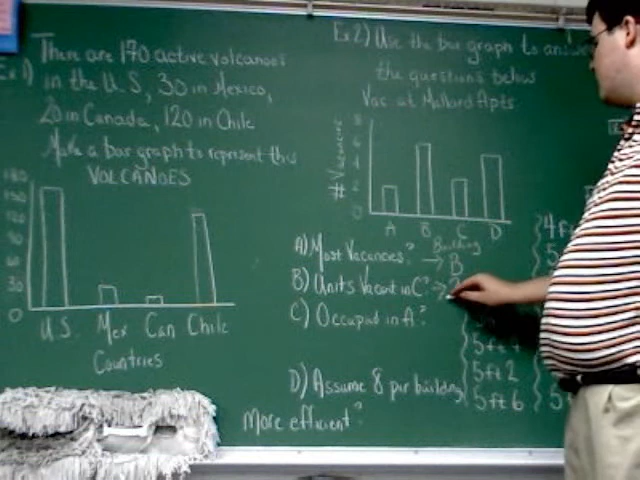 There are 170 active volcanoes
Ex 1)
in the U.S, 30 in Mexico,
20 in Canada, 120 in Chile
Make a bar graph to represent this
VOLCANOES
180
150
120
90
60
30
0
U.S. Mex Can Chile
Countries
Ex 2) Use the bar graph to answe
the questions below
Vac at Mallard Apts
# Vacancies
8
6
4
2
0
A B C D
Building
A) Most Vacancies? → B
B) Units Vacant in C? →
C) Occupied in A?
D) Assume 8 per building
More efficient?
4 ft
5
5 ft
5 ft 2
5 ft 6
5